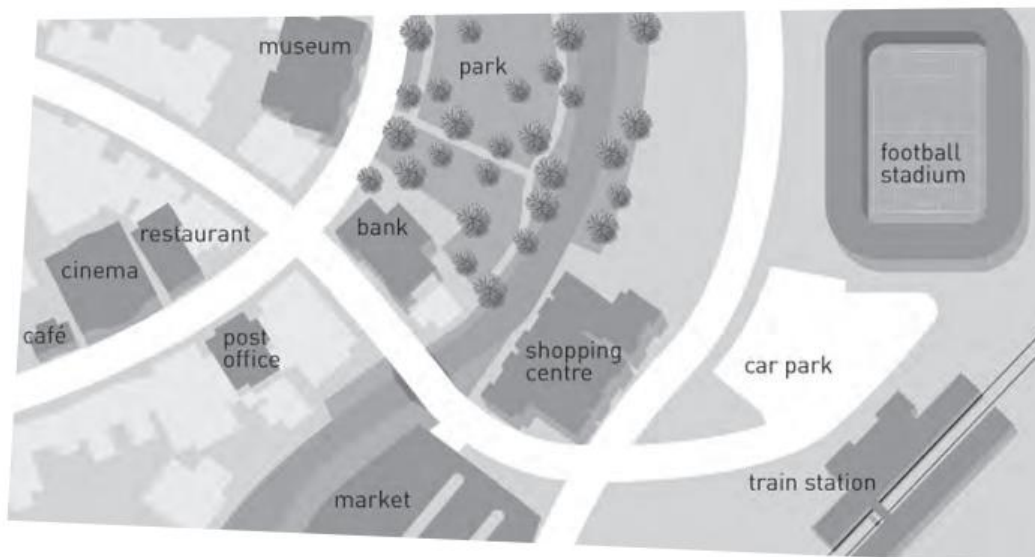 museum
park
football
stadium
restaurant
bank
cinema
café
post
office
shopping
centre
car park
train station
market